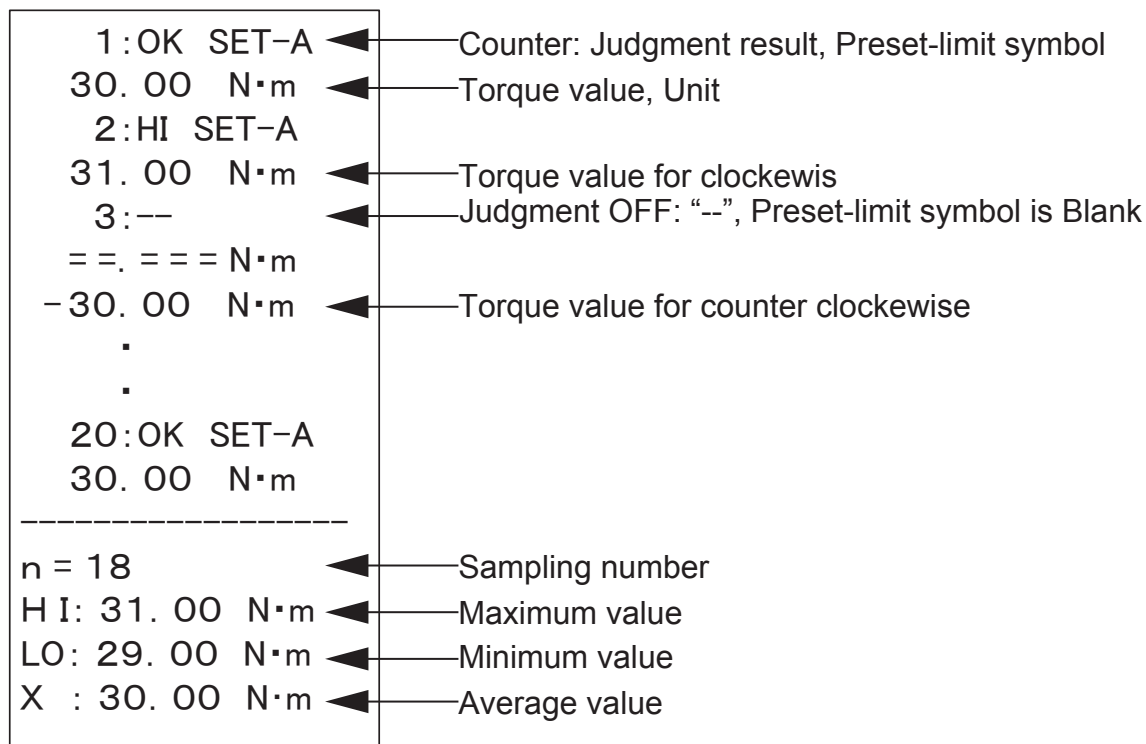 1:OK SET-A Counter: Judgment result, Preset-limit symbol
30.00 N▪m Torque value, Unit
2:HI SET-A
31.00 N▪m Torque value for clockewis
3:-- Judgment OFF: “--”, Preset-limit symbol is Blank
==.===N▪m
-30.00 N▪m Torque value for counter clockewise
▪
▪
20:OK SET-A
30.00 N▪m
------------------
n=18 Sampling number
HI: 31.00 N▪m Maximum value
LO: 29.00 N▪m Minimum value
X : 30.00 N·m Average value